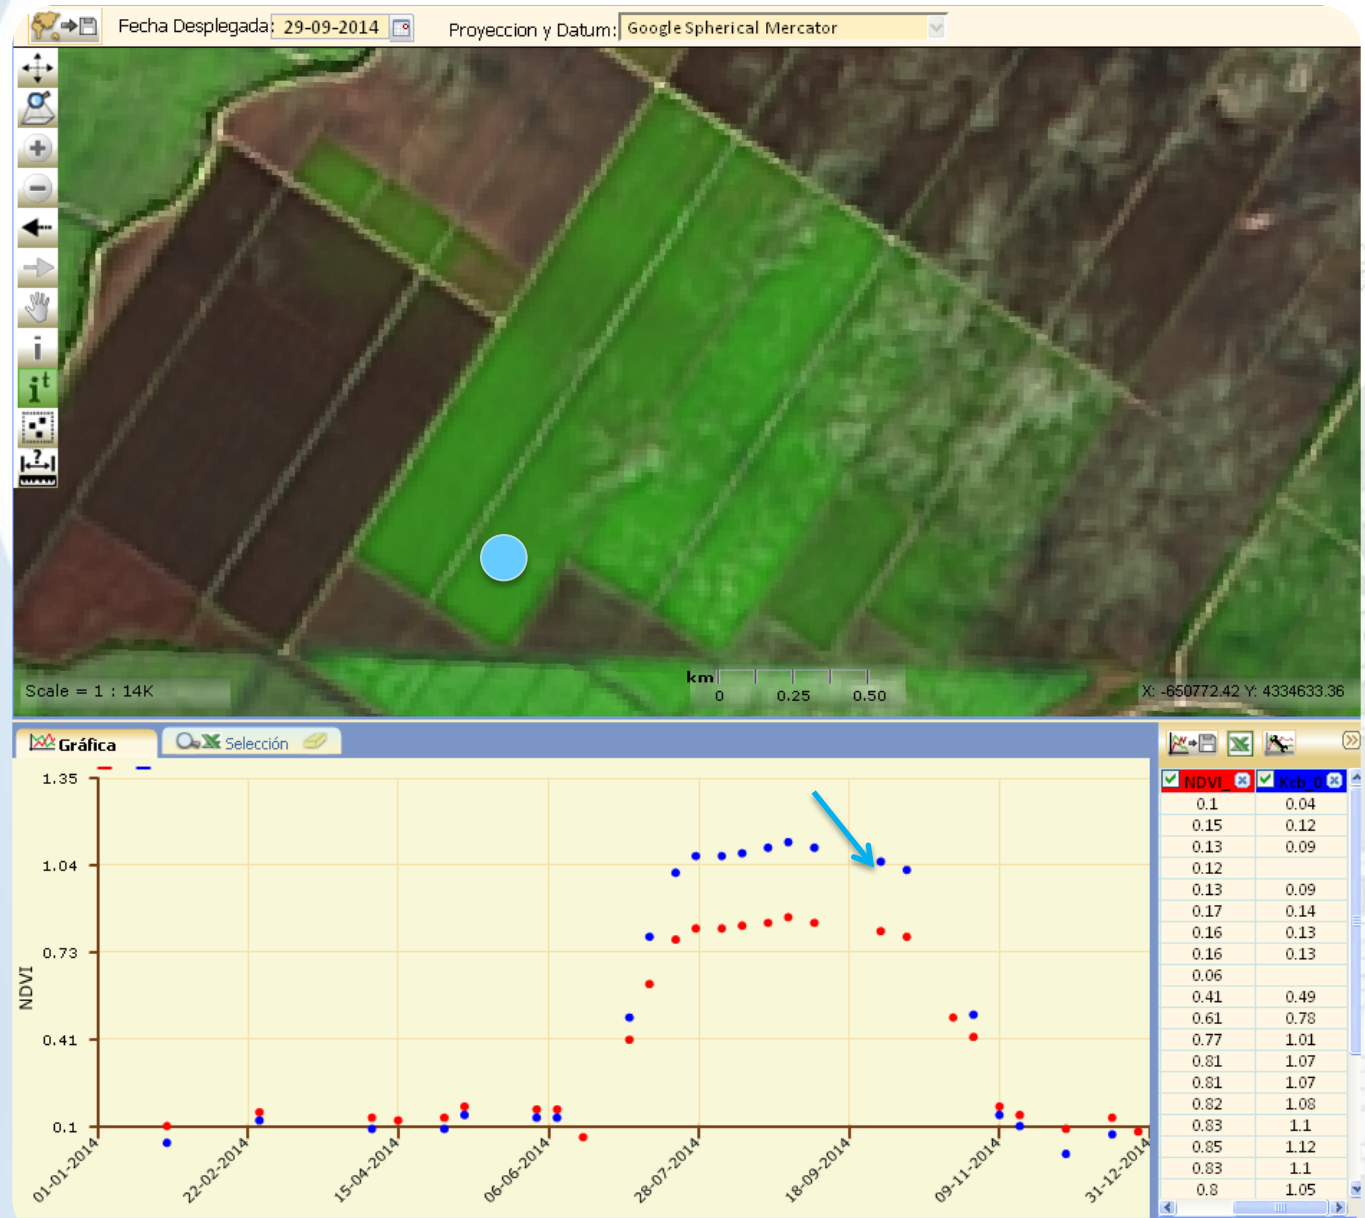 Fecha Desplegada: 29-09-2014 Proyeccion y Datum: Google Spherical Mercator
i
iᵗ
?
Scale = 1 : 14K
km
0 0.25 0.50
X: -650772.42 Y: 4334633.36
Gráfica Selección
NDVI_ Kcb_0
1.35
1.04
0.73
0.41
0.1
NDVI
01-01-2014 22-02-2014 15-04-2014 06-06-2014 28-07-2014 18-09-2014 09-11-2014 31-12-2014
0.1 0.04
0.15 0.12
0.13 0.09
0.12
0.13 0.09
0.17 0.14
0.16 0.13
0.16 0.13
0.06
0.41 0.49
0.61 0.78
0.77 1.01
0.81 1.07
0.81 1.07
0.82 1.08
0.83 1.1
0.85 1.12
0.83 1.1
0.8 1.05